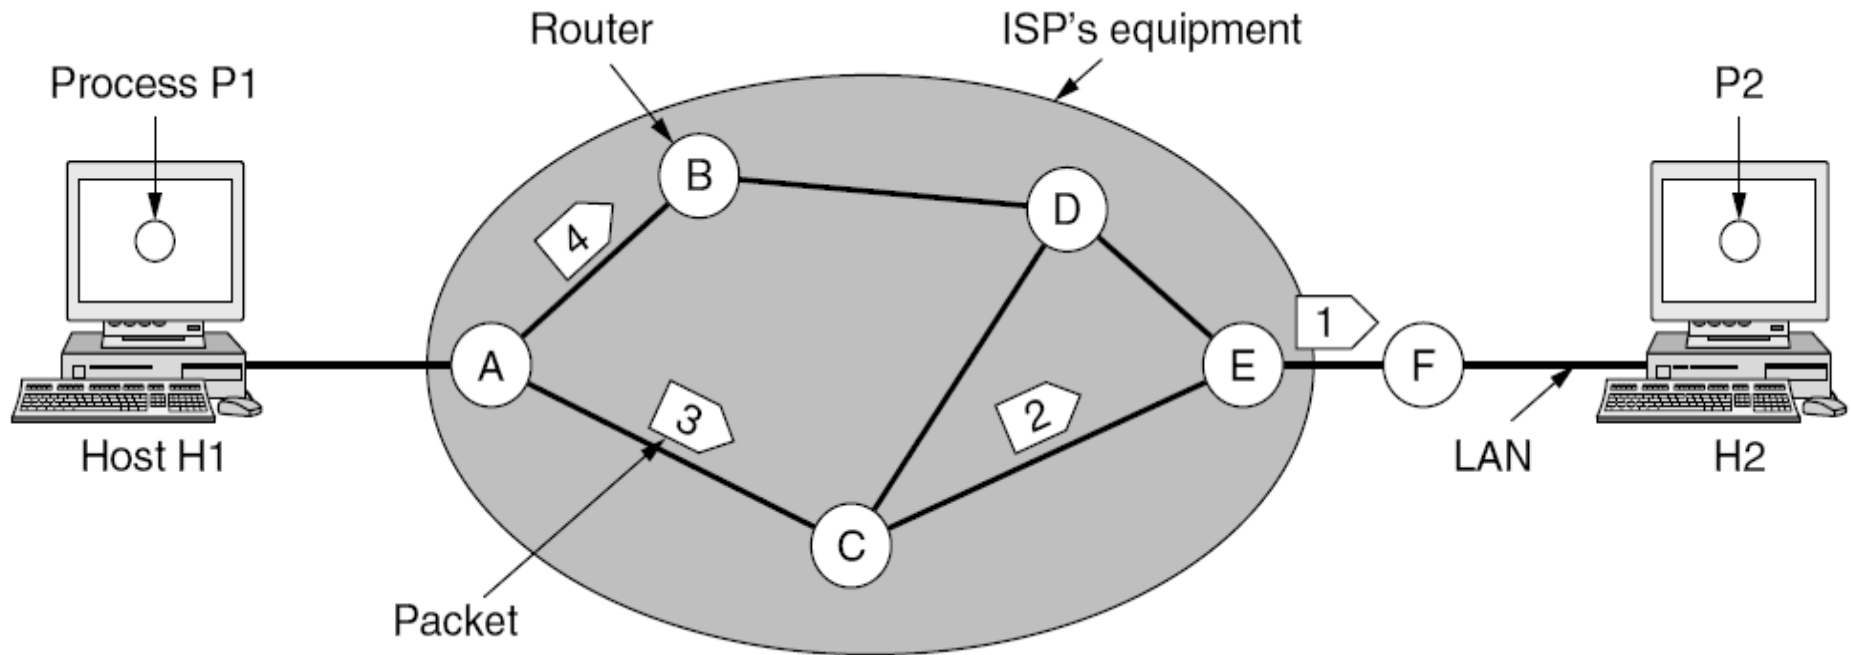 Router
ISP's equipment
Process P1
P2
B
D
4
1
A
E
F
3
2
Host H1
LAN
H2
C
Packet